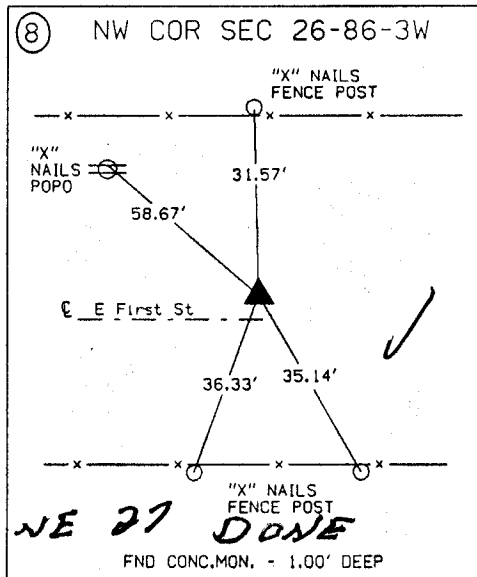 8 NW COR SEC 26-86-3W
"X" NAILS
FENCE POST
"X"
NAILS
POPO
31.57'
58.67'
℄ E First St
36.33'
35.14'
"X" NAILS
FENCE POST
NE 27 DONE
FND CONC.MON. - 1.00' DEEP